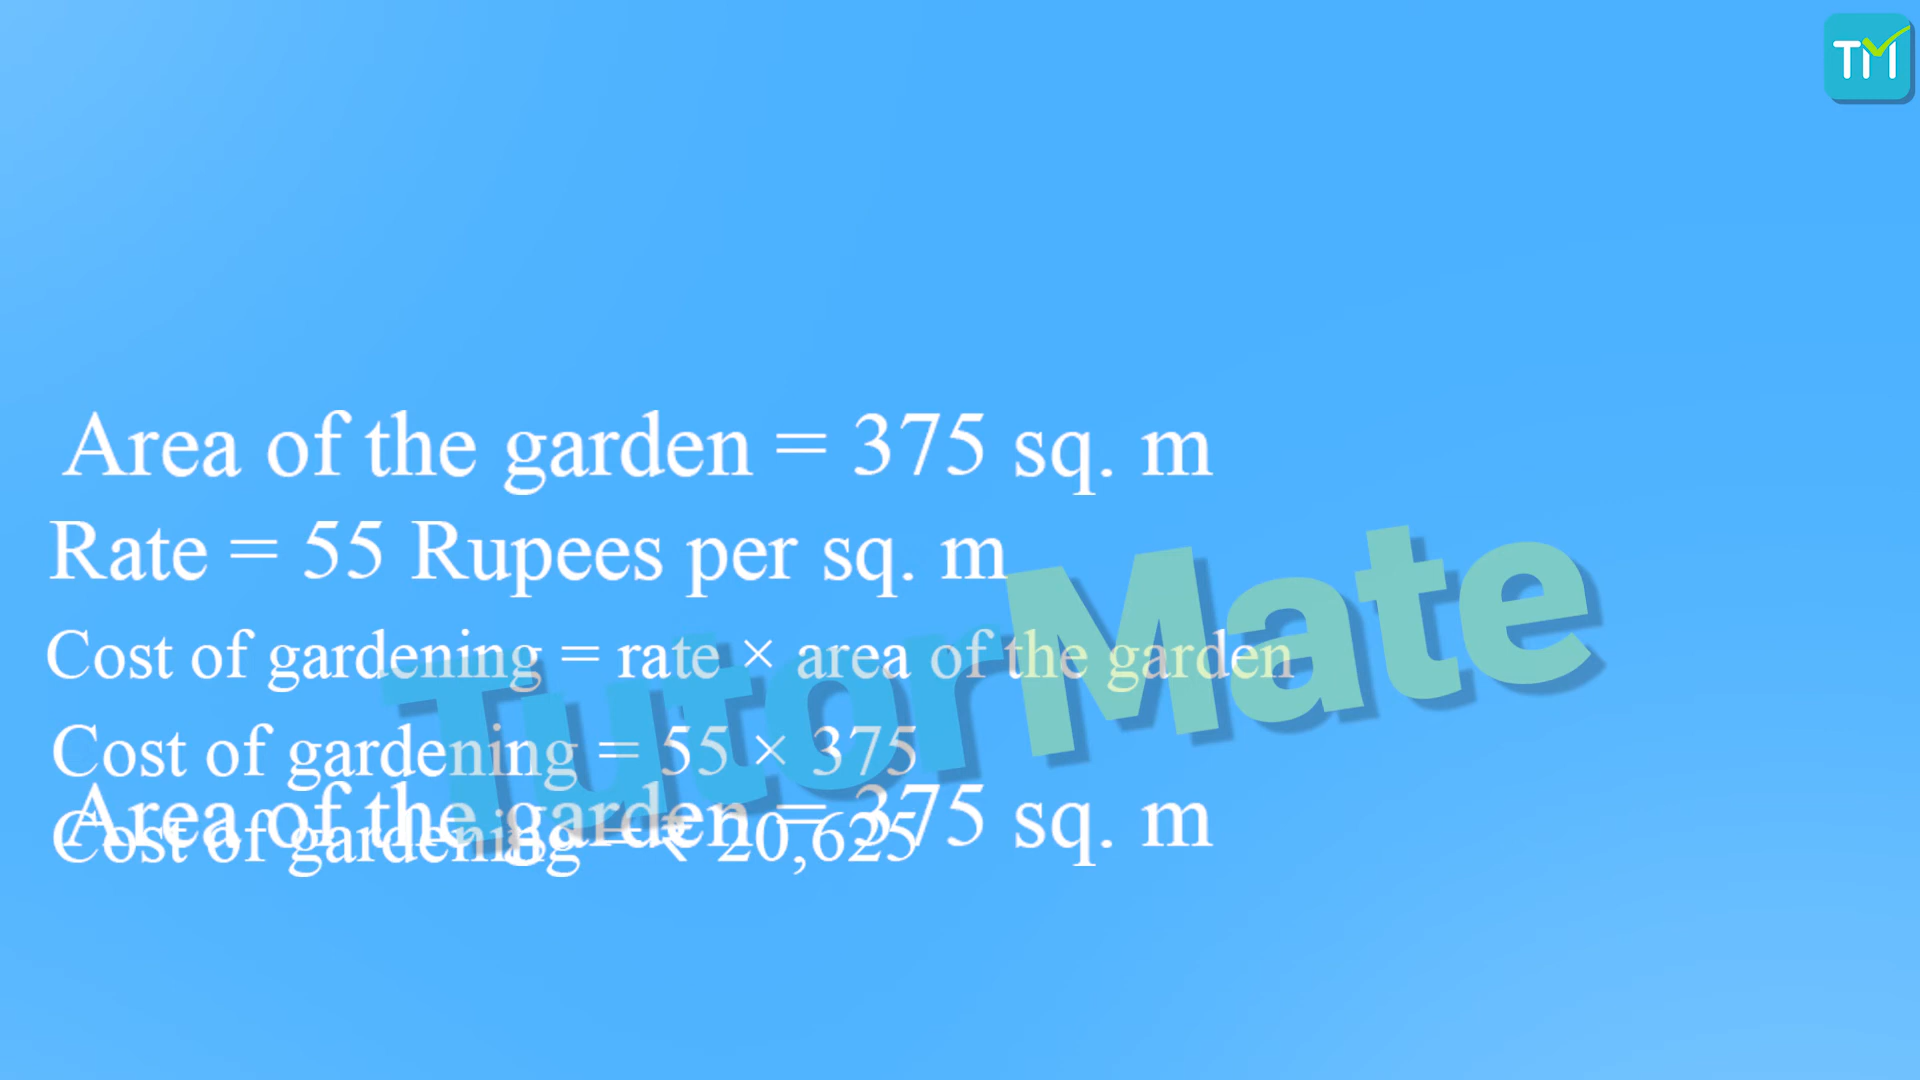 TM
Area of the garden = 375 sq. m
Rate = 55 Rupees per sq. m
Cost of gardening = rate × area of the garden
Cost of gardening = 55 × 375
Area of the garden = 375 sq. m
Cost of gardening = ₹ 20,625
TutorMate